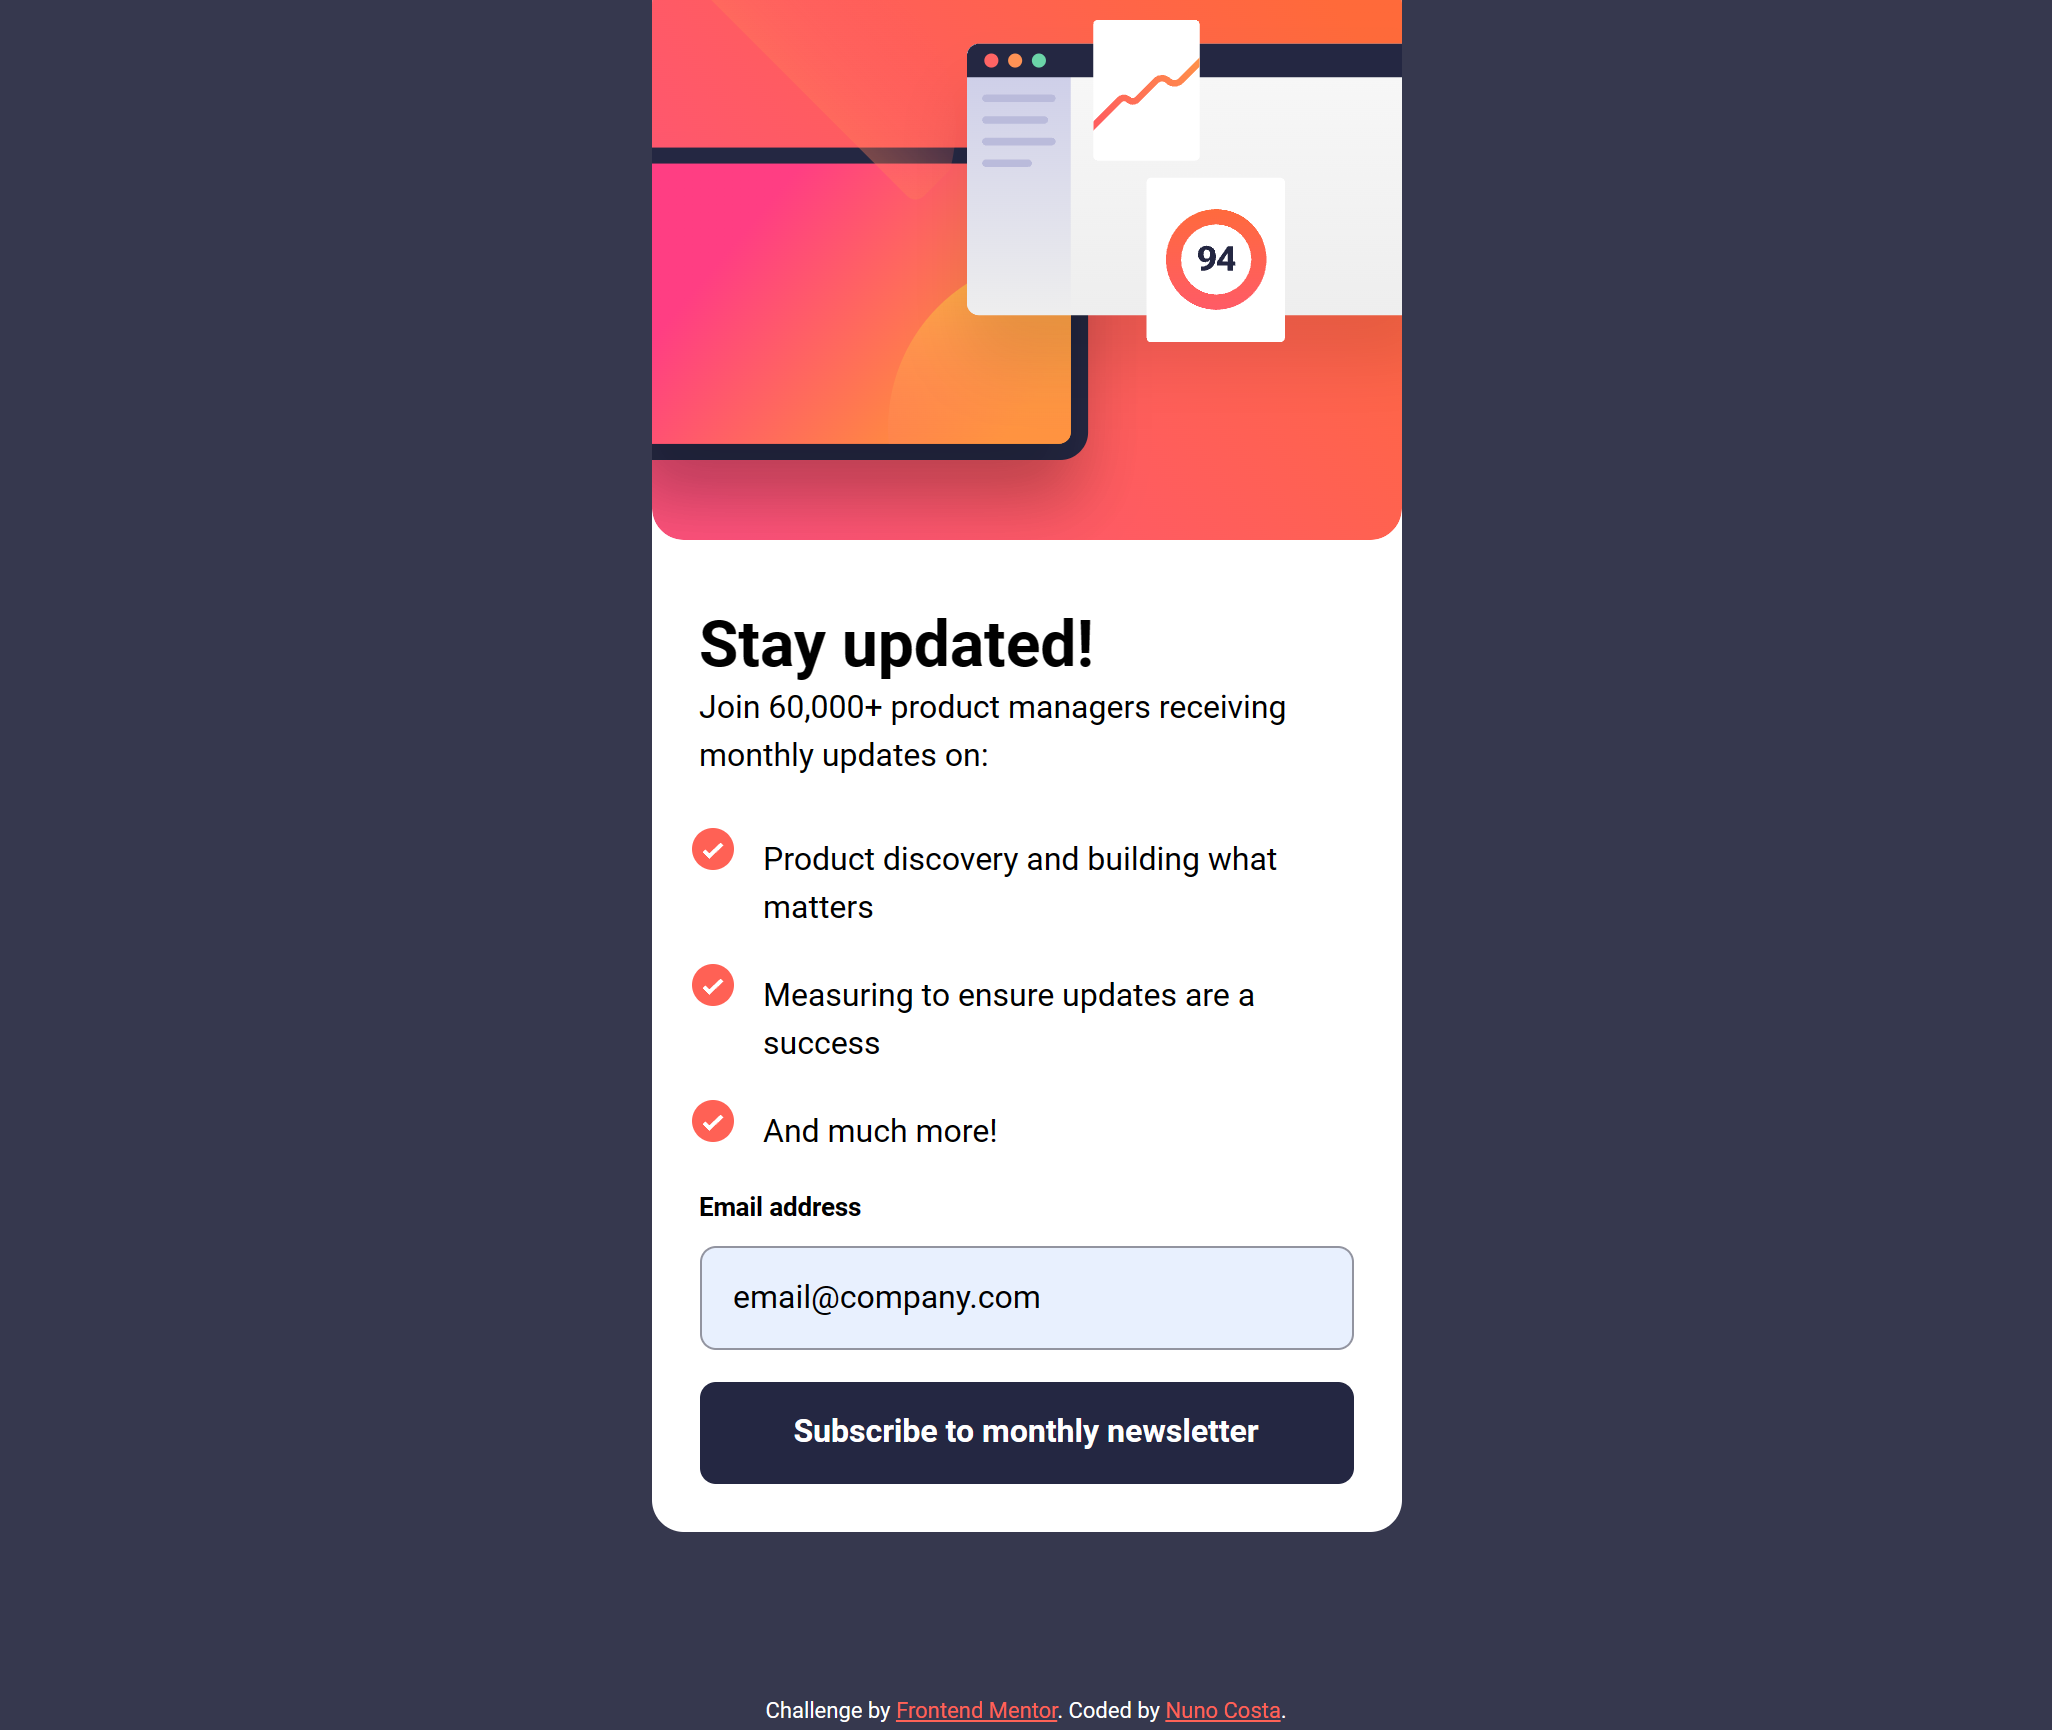 94
Stay updated!
Join 60,000+ product managers receiving
monthly updates on:
Product discovery and building what
matters
Measuring to ensure updates are a
success
And much more!
Email address
email@company.com
Subscribe to monthly newsletter
Challenge by Frontend Mentor. Coded by Nuno Costa.